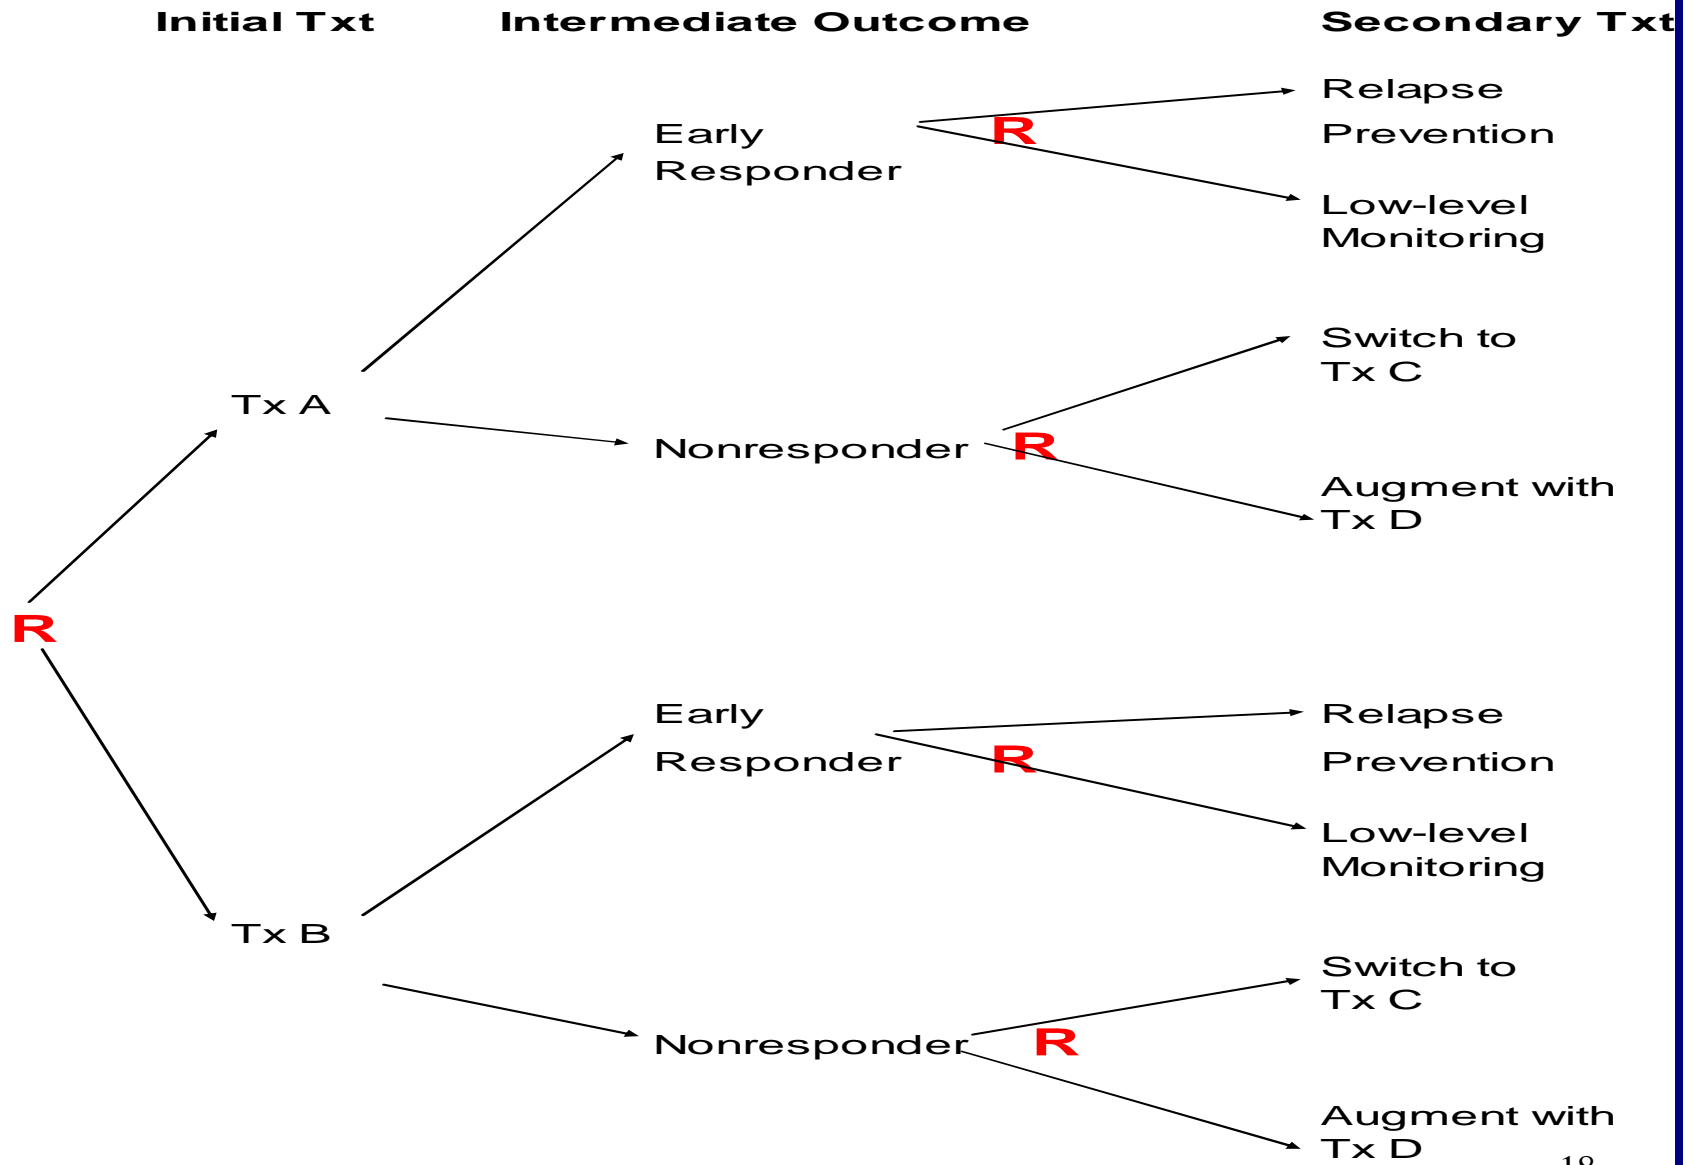 Initial Txt Intermediate Outcome Secondary Txt
Relapse
Early R Prevention
Responder
Low-level
Monitoring
Switch to
Tx C
Tx A
Nonresponder R
Augment with
Tx D
R
Early Relapse
Responder R Prevention
Low-level
Monitoring
Tx B
Switch to
Tx C
Nonresponder R
Augment with
Tx D
18